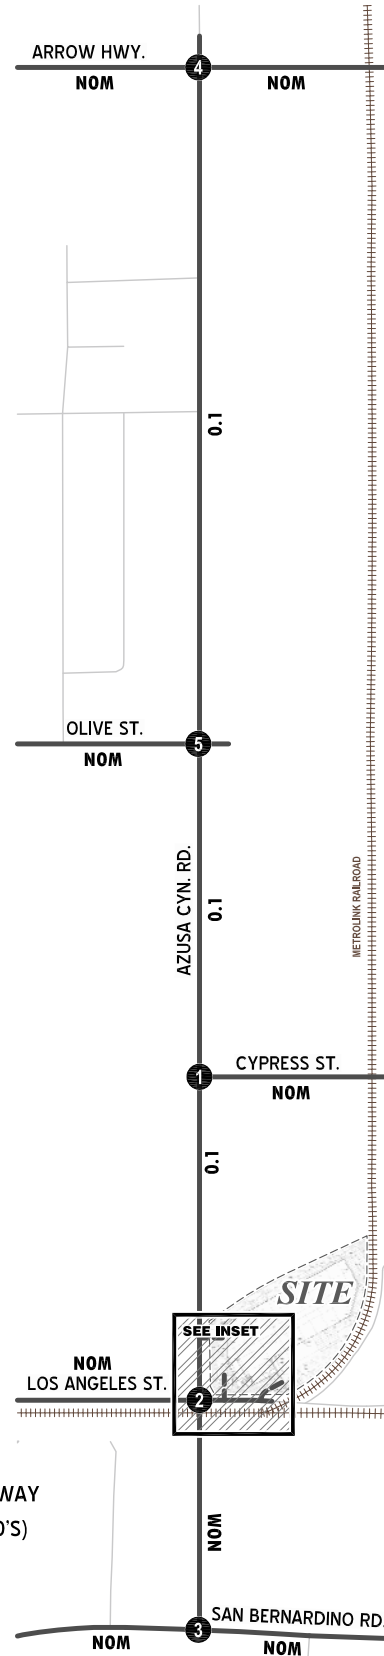 ARROW HWY.
4
NOM
NOM
0.1
OLIVE ST.
5
NOM
AZUSA CYN. RD.
0.1
METROLINK RAILROAD
CYPRESS ST.
1
NOM
0.1
SITE
SEE INSET
NOM
LOS ANGELES ST.
2
WAY
0'S)
NOM
SAN BERNARDINO RD.
3
NOM
NOM